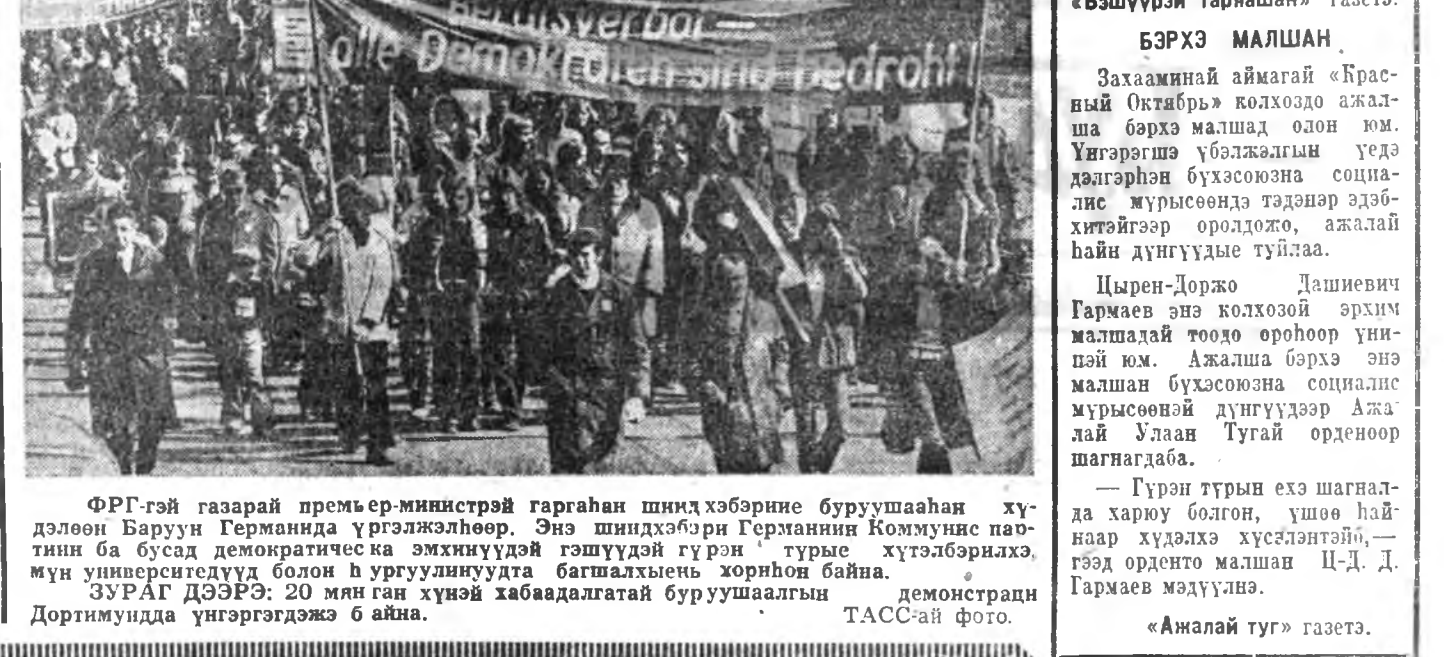 Berufsverbot —
alle Demokraten sind bedroht!
ФРГ-гэй газарай премьер-министрэй гаргаһан шиидхэбэриие буруушааһан хү-
дэлөөн Баруун Германида үргэлжэлһөөр. Энэ шиидхэбэри Германиин Коммунис пар-
тиин ба бусад демократическа эмхинүүдэй гэшүүдэй гүрэн түрые хүтэлбэрилхэ,
мүн университедүүд болон һургуулинуудта багшалхыень хориһон байна.
ЗУРАГ ДЭЭРЭ: 20 мянган хүнэй хабаадалгатай буруушаалгын демонстраци
Дортимундда үнгэргэгдэжэ байна. ТАСС-ай фото.
газетэ.
БЭРХЭ МАЛШАН
Захааминай аймагай «Крас-
ный Октябрь» колхоздо ажал-
ша бэрхэ малшад олон юм.
Үнгэрэгшэ үбэлжэлгын үедэ
дэлгэрһэн бүхэсоюзна социа-
лис мүрысөөндэ тэдэнэр эдэб-
хитэйгээр оролдожо, ажалай
һайн дүнгүүдые туйлаа.
Цырен-Доржо Дашиевич
Гармаев энэ колхозой эрхим
малшадай тоодо ороһоор үни-
нэй юм. Ажалша бэрхэ энэ
малшан бүхэсоюзна социалис
мүрысөөнэй дүнгүүдээр Ажа-
лай Улаан Тугай орденоор
шагнагдаба.
— Гүрэн түрын ехэ шагнал-
да харюу болгон, үшөө һай-
наар хүдэлхэ хүсэлэнтэйб,—
гээд орденто малшан Ц-Д. Д.
Гармаев мэдүүлнэ.
«Ажалай туг» газетэ.